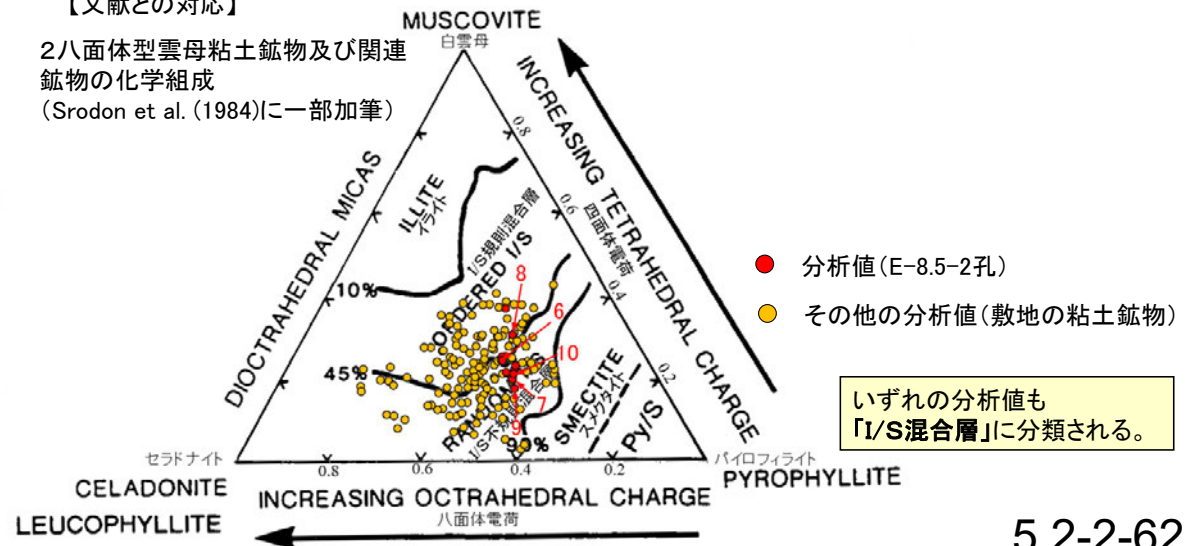 【文献との対応】
2八面体型雲母粘土鉱物及び関連
鉱物の化学組成
(Srodon et al. (1984)に一部加筆)
MUSCOVITE
白雲母
INCREASING TETRAHEDRAL CHARGE
四面体電荷
0.8
0.6
0.4
0.2
DIOCTRAHEDRAL MICAS
ILLITE
イライト
I/S規則混合層
ORDERED I/S
10%
45%
90%
8
6
10
7
9
I/S不規則混合層
SMECTITE
スメクタイト
Py/S
セラドナイト
CELADONITE
LEUCOPHYLLITE
0.8
0.6
0.4
0.2
INCREASING OCTRAHEDRAL CHARGE
八面体電荷
パイロフィライト
PYROPHYLLITE
分析値(E-8.5-2孔)
その他の分析値(敷地の粘土鉱物)
いずれの分析値も
「I/S混合層」に分類される。
5.2-2-62